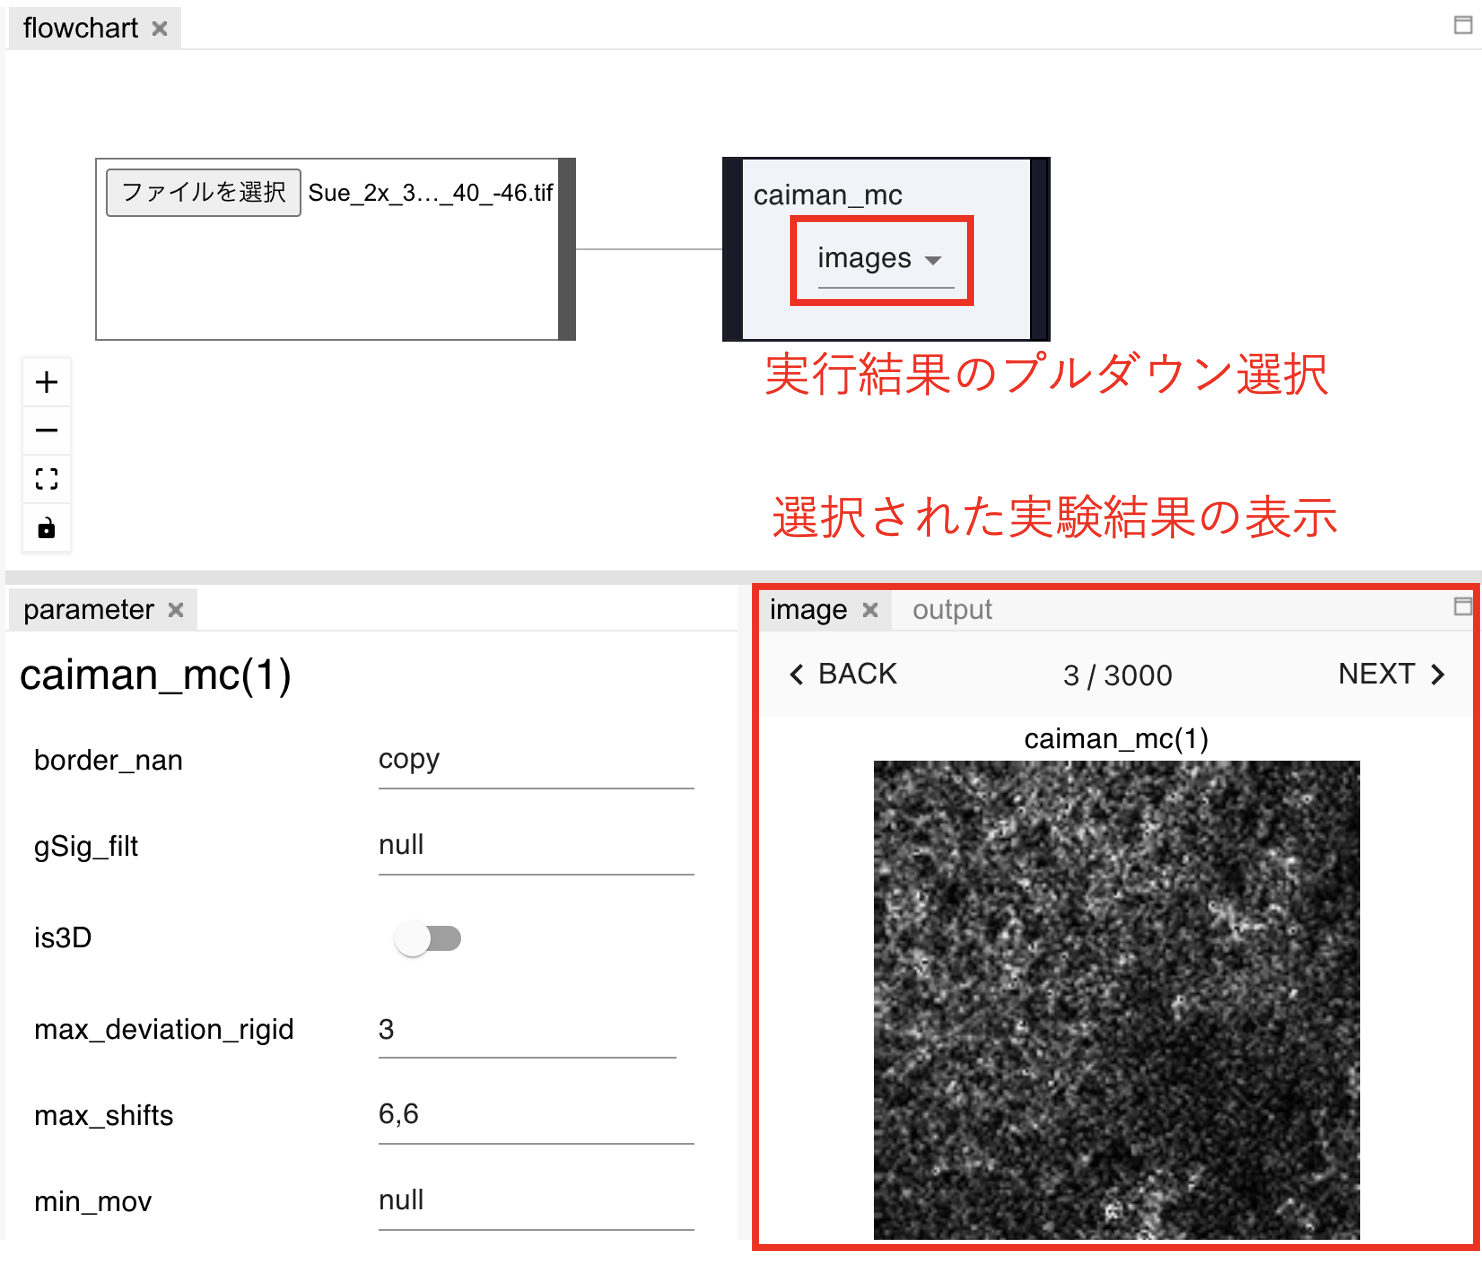 flowchart
ファイルを選択 Sue_2x_3…_40_-46.tif
caiman_mc
images
実行結果のプルダウン選択
選択された実験結果の表示
parameter
caiman_mc(1)
border_nan copy
gSig_filt null
is3D
max_deviation_rigid 3
max_shifts 6,6
min_mov null
image output
BACK 3 / 3000 NEXT
caiman_mc(1)